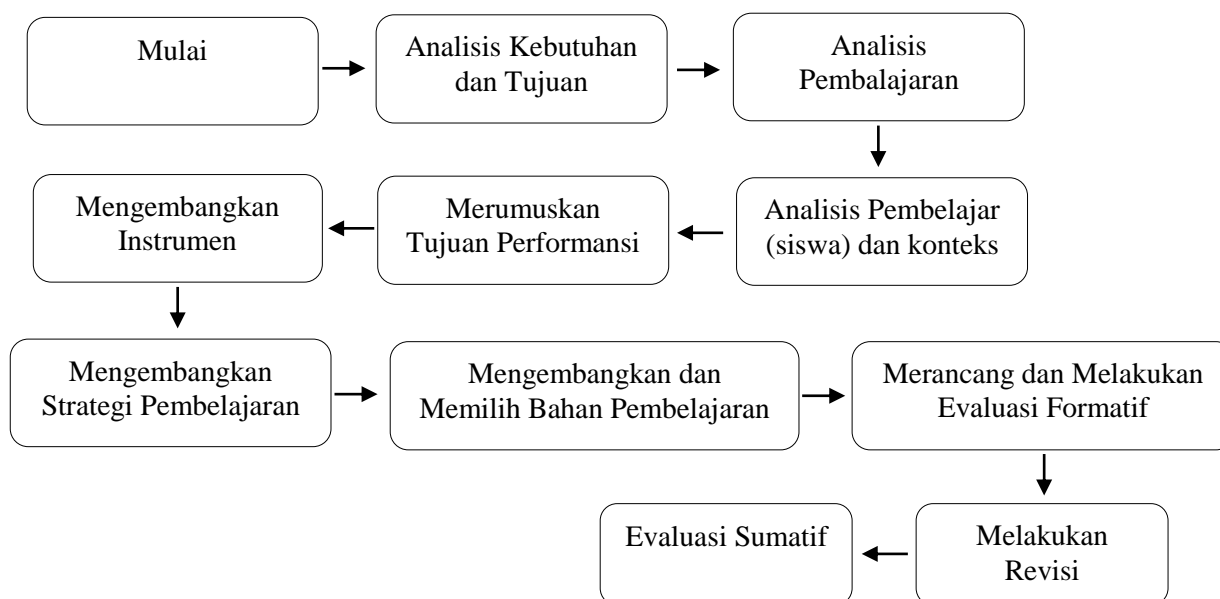 Mulai
Analisis Kebutuhan
dan Tujuan
Analisis
Pembalajaran
Analisis Pembelajar
(siswa) dan konteks
Merumuskan
Tujuan Performansi
Mengembangkan
Instrumen
Mengembangkan
Strategi Pembelajaran
Mengembangkan dan
Memilih Bahan Pembelajaran
Merancang dan Melakukan
Evaluasi Formatif
Melakukan
Revisi
Evaluasi Sumatif